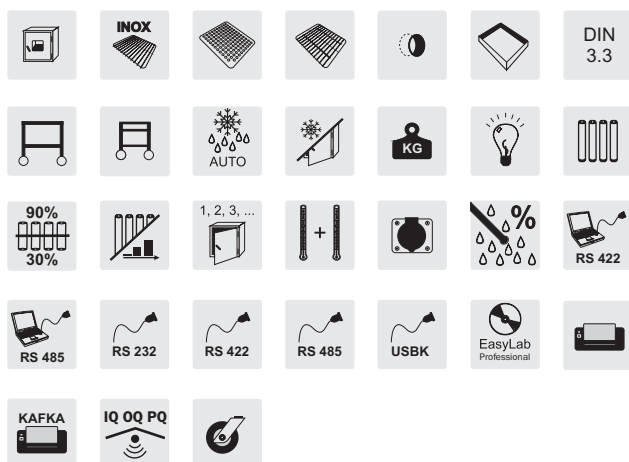 INOX
DIN
3.3
AUTO
KG
90%
30%
1, 2, 3, ...
+
%
RS 422
RS 485
RS 232
RS 422
RS 485
USBK
EasyLab
Professional
KAFKA
IQ OQ PQ